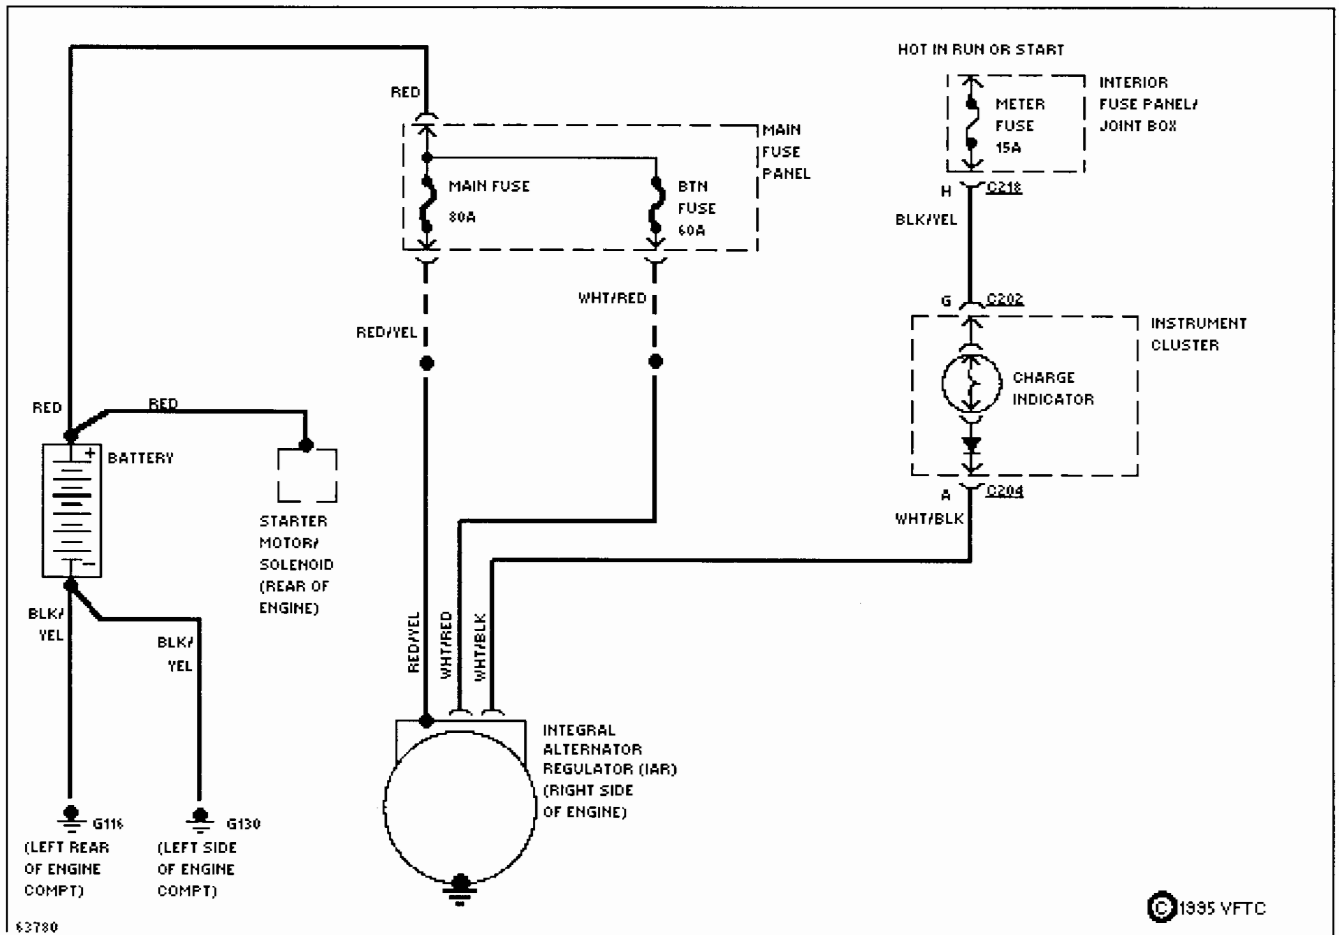 HOT IN RUN OR START
RED
METER
FUSE
15A
INTERIOR
FUSE PANEL/
JOINT BOX
MAIN FUSE
80A
BTN
FUSE
60A
MAIN
FUSE
PANEL
H
C218
BLK/YEL
WHT/RED
RED/YEL
G
C202
INSTRUMENT
CLUSTER
CHARGE
INDICATOR
RED
RED
+
BATTERY
−
STARTER
MOTOR/
SOLENOID
(REAR OF
ENGINE)
A
C204
WHT/BLK
BLK/
YEL
BLK/
YEL
RED/YEL
WHT/RED
WHT/BLK
INTEGRAL
ALTERNATOR
REGULATOR (IAR)
(RIGHT SIDE
OF ENGINE)
G116
(LEFT REAR
OF ENGINE
COMPT)
G130
(LEFT SIDE
OF ENGINE
COMPT)
63780
© 1995 VFTC